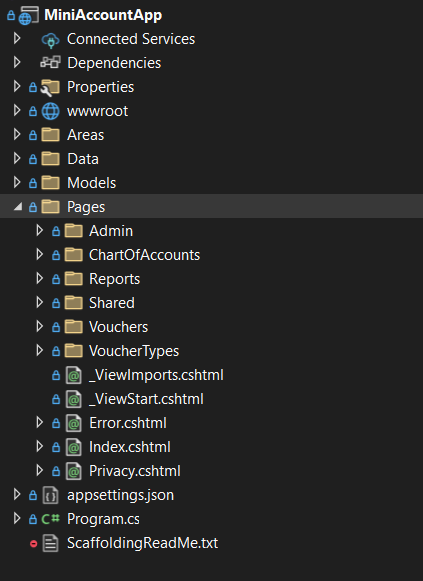 MiniAccountApp
Connected Services
Dependencies
Properties
wwwroot
Areas
Data
Models
Pages
Admin
ChartOfAccounts
Reports
Shared
Vouchers
VoucherTypes
_ViewImports.cshtml
_ViewStart.cshtml
Error.cshtml
Index.cshtml
Privacy.cshtml
appsettings.json
C# Program.cs
ScaffoldingReadMe.txt